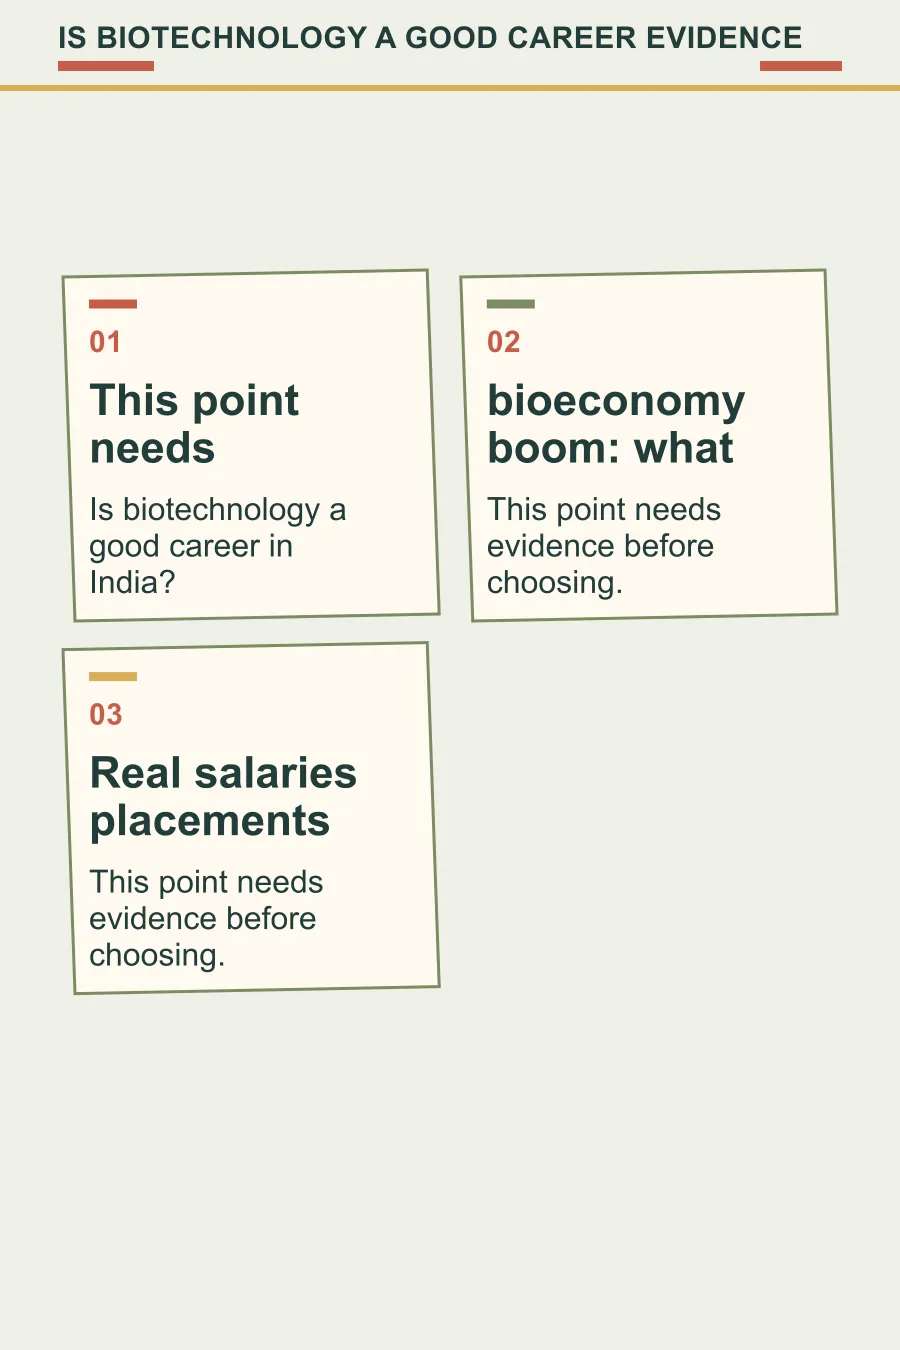 IS BIOTECHNOLOGY A GOOD CAREER EVIDENCE
01
This point
needs
Is biotechnology a
good career in
India?
02
bioeconomy
boom: what
This point needs
evidence before
choosing.
03
Real salaries
placements
This point needs
evidence before
choosing.